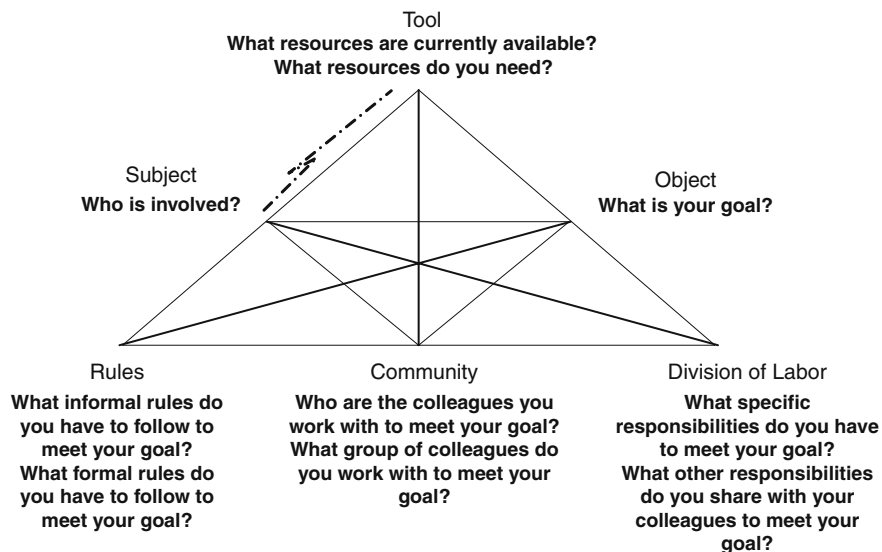 Tool
What resources are currently available?
What resources do you need?
Subject
Who is involved?
Object
What is your goal?
Rules
What informal rules do
you have to follow to
meet your goal?
What formal rules do
you have to follow to
meet your goal?
Community
Who are the colleagues you
work with to meet your goal?
What group of colleagues do
you work with to meet your
goal?
Division of Labor
What specific
responsibilities do you have
to meet your goal?
What other responsibilities
do you share with your
colleagues to meet your
goal?